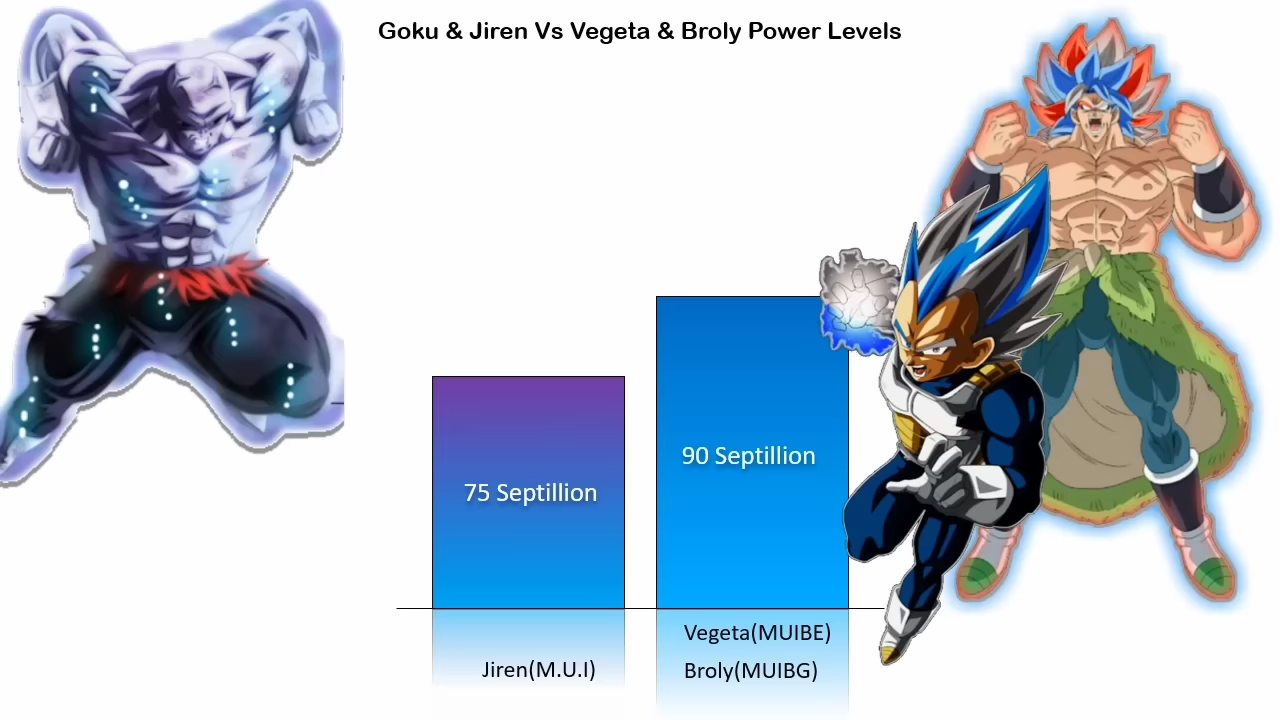 Goku & Jiren Vs Vegeta & Broly Power Levels
75 Septillion
90 Septillion
Vegeta(MUIBE)
Jiren(M.U.I)
Broly(MUIBG)